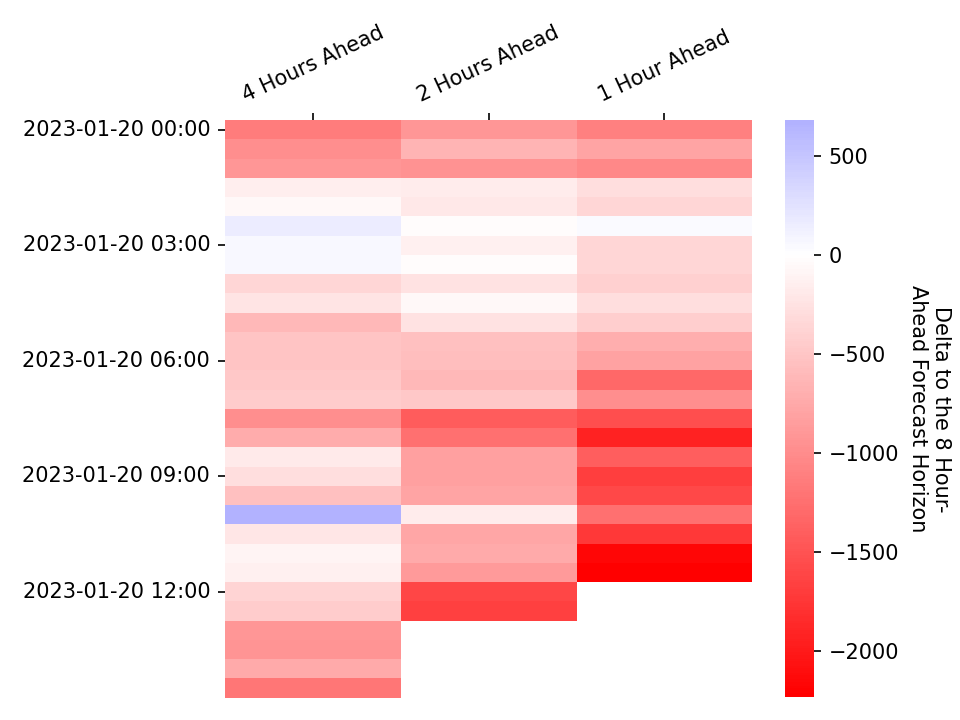 4 Hours Ahead
2 Hours Ahead
1 Hour Ahead
2023-01-20 00:00
2023-01-20 03:00
2023-01-20 06:00
2023-01-20 09:00
2023-01-20 12:00
500
0
−500
−1000
−1500
−2000
Delta to the 8 Hour-
Ahead Forecast Horizon